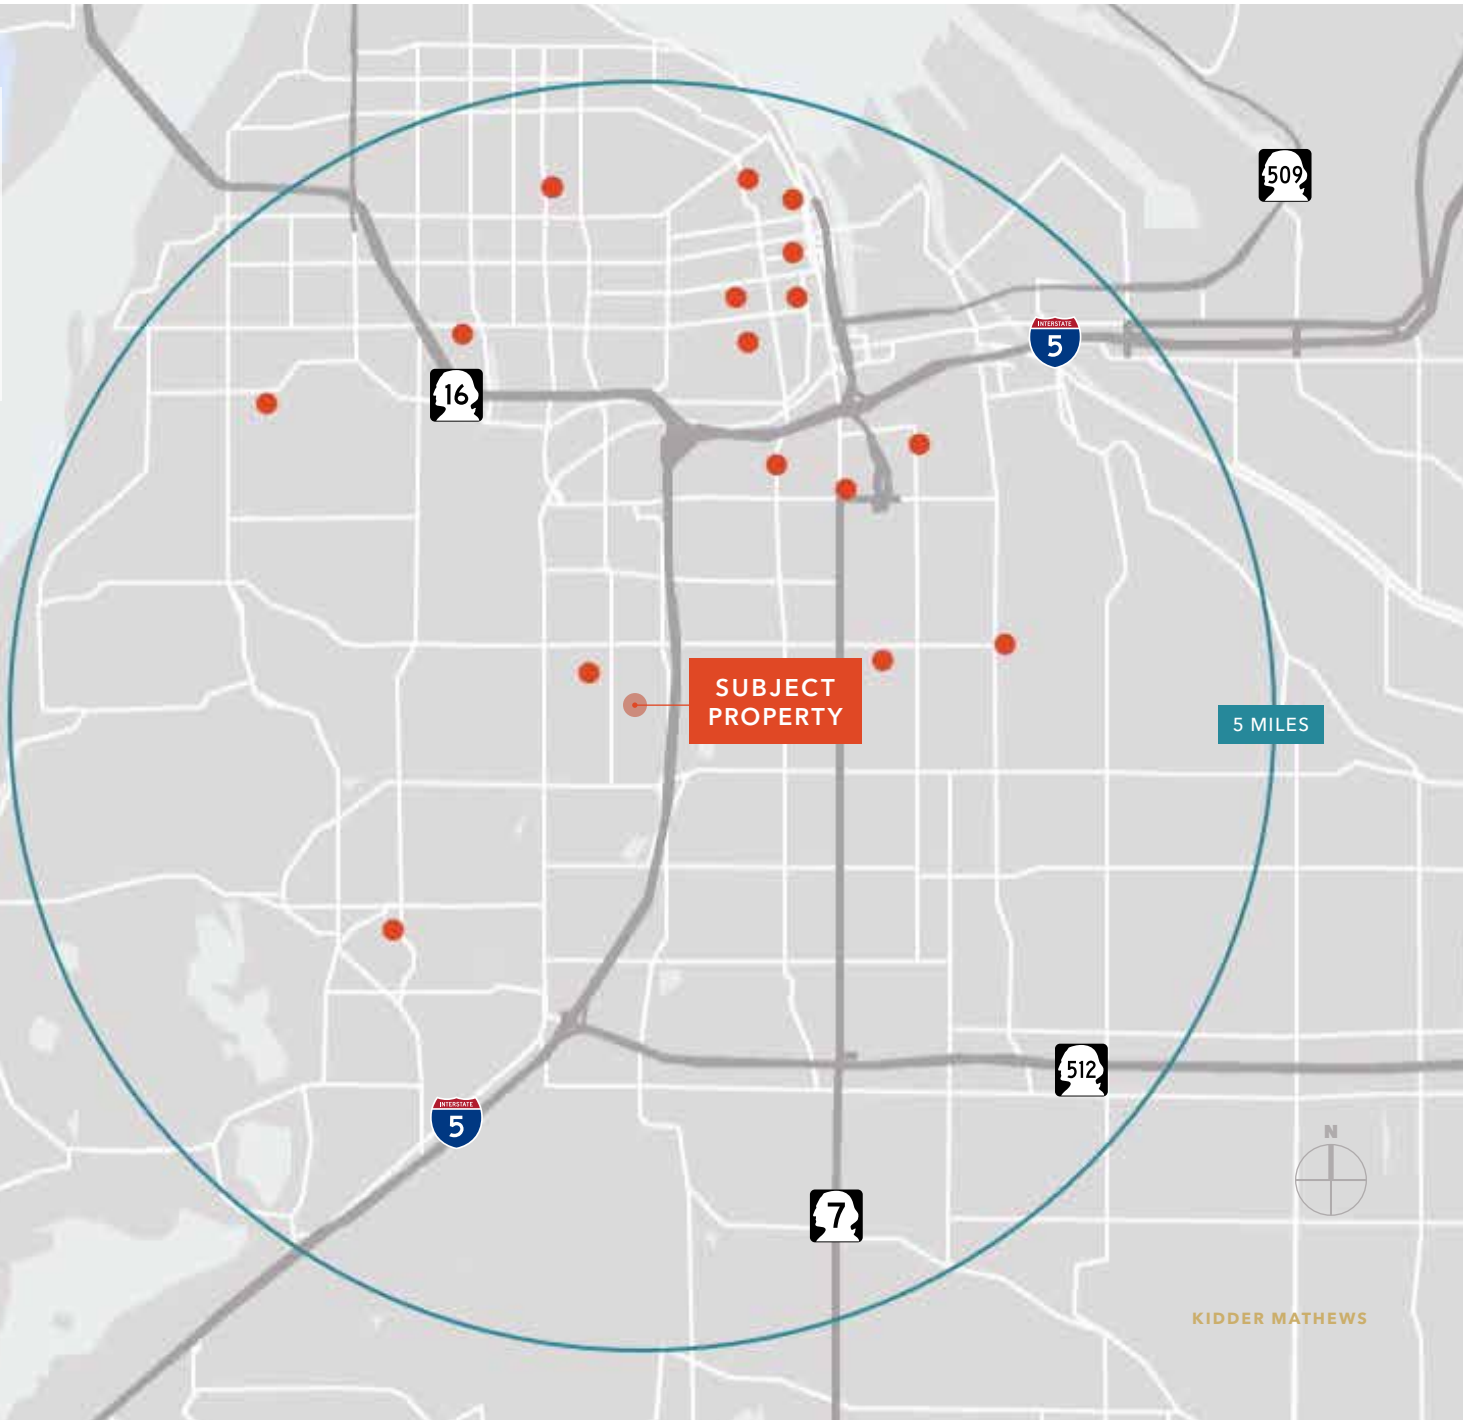 509
INTERSTATE
5
16
SUBJECT
PROPERTY
5 MILES
512
INTERSTATE
5
N
7
KIDDER MATHEWS